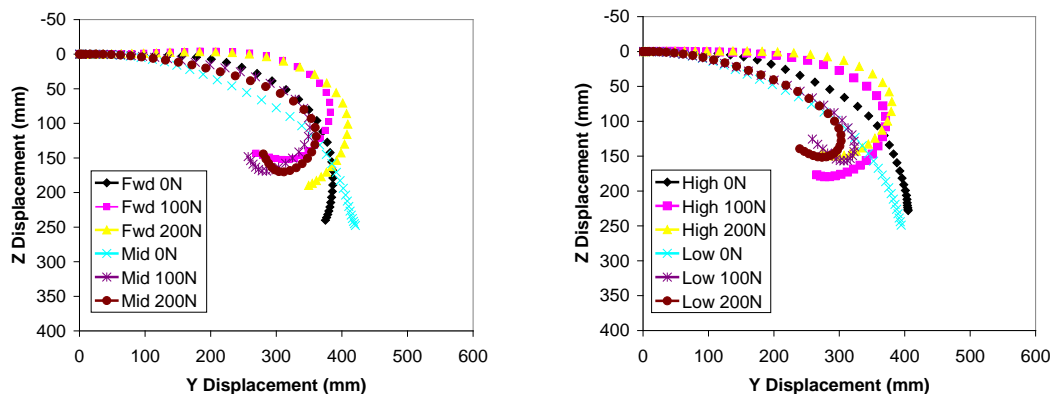 -50
0
50
100
150
200
250
300
350
400
Z Displacement (mm)
Fwd 0N
Fwd 100N
Fwd 200N
Mid 0N
Mid 100N
Mid 200N
0 100 200 300 400 500 600
Y Displacement (mm)
-50
0
50
100
150
200
250
300
350
400
Z Displacement (mm)
High 0N
High 100N
High 200N
Low 0N
Low 100N
Low 200N
0 100 200 300 400 500 600
Y Displacement (mm)